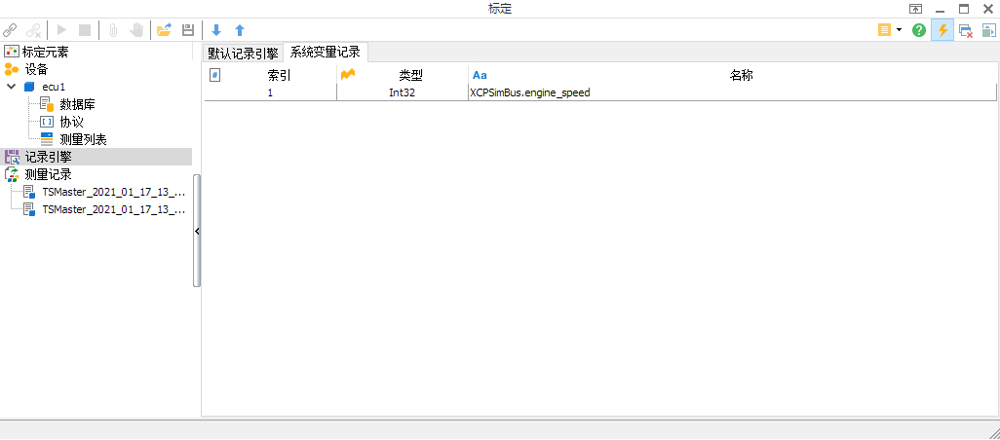 标定
标定元素
设备
ecu1
数据库
协议
测量列表
记录引擎
测量记录
TSMaster_2021_01_17_13_...
TSMaster_2021_01_17_13_...
默认记录引擎 系统变量记录
# 索引 类型 Aa 名称
1 Int32 XCPSimBus.engine_speed